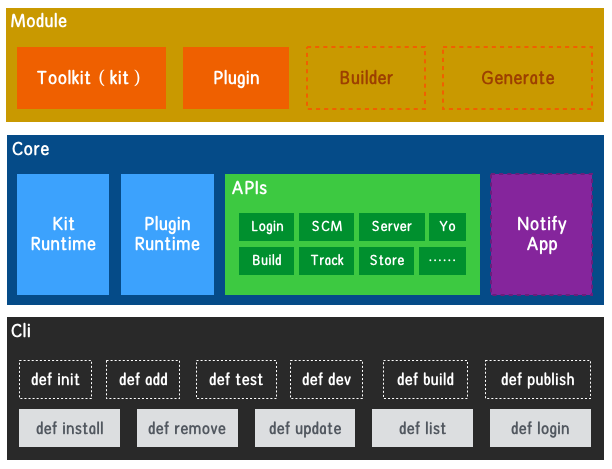 Module
Toolkit ( kit )
Plugin
Builder
Generate
Core
Kit
Runtime
Plugin
Runtime
APIs
Login
SCM
Server
Yo
Build
Track
Store
······
Notify
App
Cli
def init
def add
def test
def dev
def build
def publish
def install
def remove
def update
def list
def login